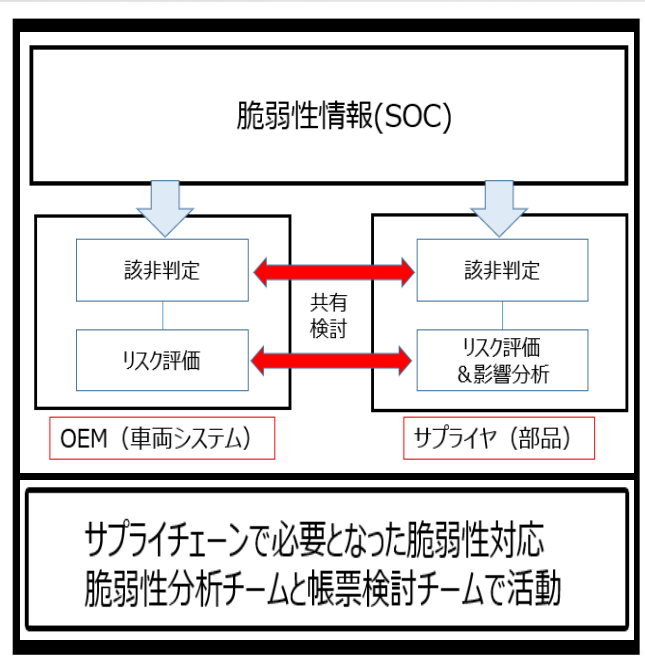 脆弱性情報(SOC)
該非判定
該非判定
共有
検討
リスク評価
リスク評価
&影響分析
OEM（車両システム）
サプライヤ（部品）
サプライチェーンで必要となった脆弱性対応
脆弱性分析チームと帳票検討チームで活動